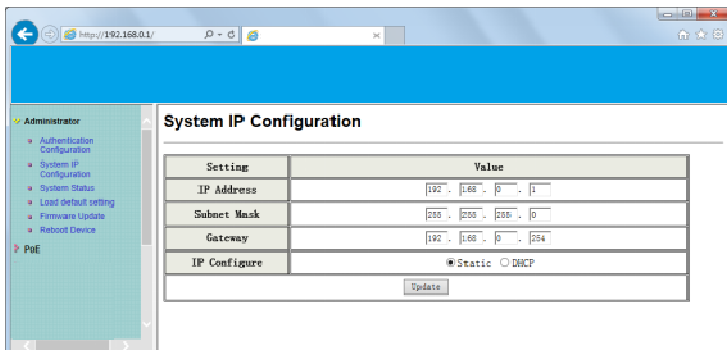 http://192.168.0.1/
Administrator
Authentication
Configuration
System IP
Configuration
System Status
Load default setting
Firmware Update
Reboot Device
PoE
System IP Configuration
Setting Value
IP Address 192 . 168 . 0 . 1
Subnet Mask 255 . 255 . 255 . 0
Gateway 192 . 168 . 0 . 254
IP Configure Static DHCP
Update